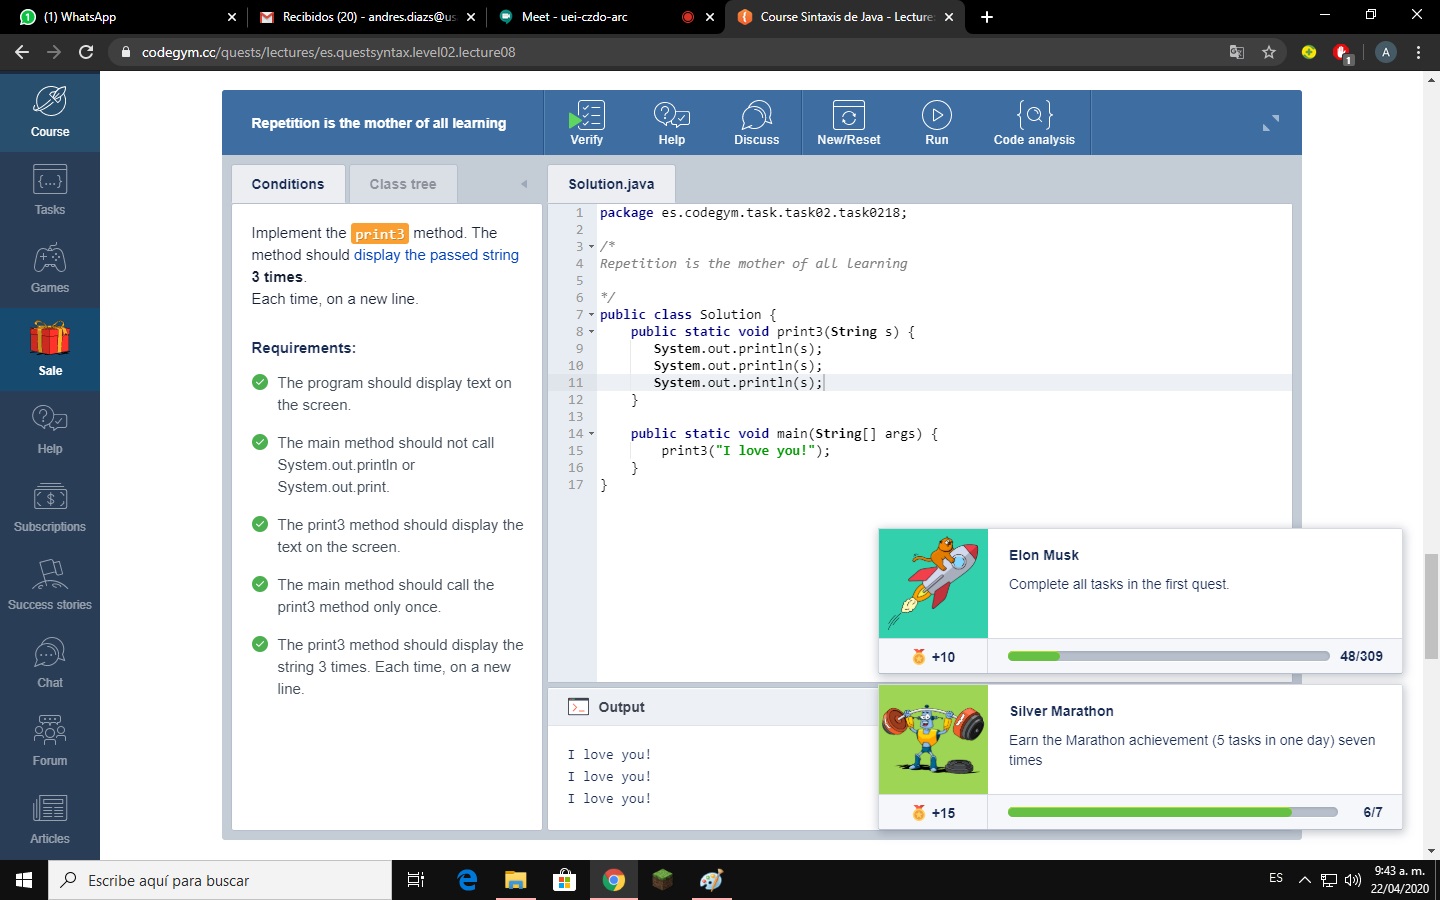 (1) WhatsApp
Recibidos (20) - andres.diazs@us
Meet - uei-czdo-arc
Course Sintaxis de Java - Lecture
codegym.cc/quests/lectures/es.questsyntax.level02.lecture08
A
1
Course
Tasks
Games
Sale
Help
Subscriptions
Success stories
Chat
Forum
Articles
Repetition is the mother of all learning
Verify
Help
Discuss
New/Reset
Run
Code analysis
Conditions
Class tree
Implement the print3 method. The
method should display the passed string
3 times.
Each time, on a new line.
Requirements:
The program should display text on
the screen.
The main method should not call
System.out.println or
System.out.print.
The print3 method should display the
text on the screen.
The main method should call the
print3 method only once.
The print3 method should display the
string 3 times. Each time, on a new
line.
Solution.java
1 package es.codegym.task.task02.task0218;
2
3 /*
4 Repetition is the mother of all learning
5
6 */
7 public class Solution {
8 public static void print3(String s) {
9 System.out.println(s);
10 System.out.println(s);
11 System.out.println(s);
12 }
13
14 public static void main(String[] args) {
15 print3("I love you!");
16 }
17 }
Output
I love you!
I love you!
I love you!
Elon Musk
Complete all tasks in the first quest.
+10
48/309
Silver Marathon
Earn the Marathon achievement (5 tasks in one day) seven
times
+15
6/7
Escribe aquí para buscar
ES
9:43 a. m.
22/04/2020